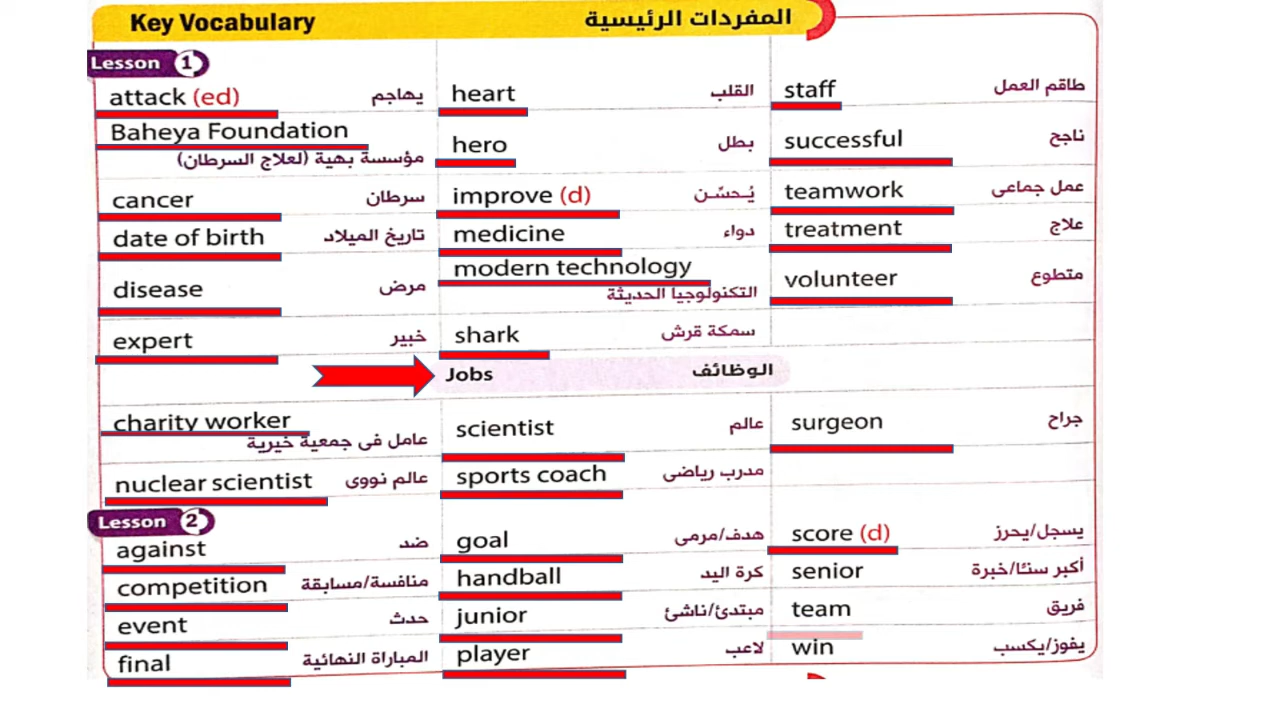 Key Vocabulary المفردات الرئيسية
Lesson 1
attack (ed) يهاجم
Baheya Foundation
مؤسسة بهية (لعلاج السرطان)
cancer سرطان
date of birth تاريخ الميلاد
disease مرض
expert خبير
heart القلب
hero بطل
improve (d) يُحسّن
medicine دواء
modern technology
التكنولوجيا الحديثة
shark سمكة قرش
staff طاقم العمل
successful ناجح
teamwork عمل جماعى
treatment علاج
volunteer متطوع
Jobs الوظائف
charity worker
عامل فى جمعية خيرية
nuclear scientist عالم نووى
scientist عالم
sports coach مدرب رياضى
surgeon جراح
Lesson 2
against ضد
competition منافسة/مسابقة
event حدث
final المباراة النهائية
goal هدف/مرمى
handball كرة اليد
junior مبتدئ/ناشئ
player لاعب
score (d) يسجل/يحرز
senior أكبر سنًا/خبرة
team فريق
win يفوز/يكسب